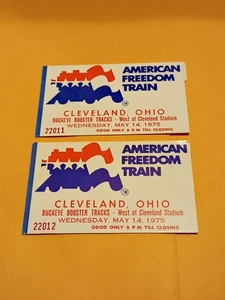 AMERICAN
FREEDOM
TRAIN
®
CLEVELAND, OHIO
BUCKEYE BOOSTER TRACKS - West of Cleveland Stadium
WEDNESDAY, MAY 14, 1975
22011
GOOD ONLY 6 P M TILL CLOSING
AMERICAN
FREEDOM
TRAIN
®
CLEVELAND, OHIO
BUCKEYE BOOSTER TRACKS - West of Cleveland Stadium
WEDNESDAY, MAY 14, 1975
22012
GOOD ONLY 6 P.M TILL CLOSING